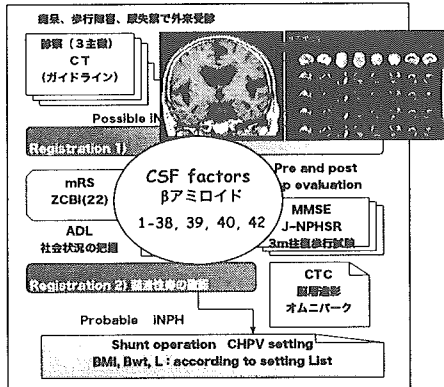 痴呆、歩行障害、尿失禁で外来受診
診察（3主徴）
CT
(ガイドライン)
Possible iN
Registration 1)
CSF factors
βアミロイド
1-38, 39, 40, 42
mRS
ZCBI(22)
ADL
社会状況の把握
Pre and post
p evaluation
MMSE
J-NPHSR
3m往復歩行試験
Registration 2)
CTC
脳槽造影
オムニパーク
Probable iNPH
Shunt operation CHPV setting
BMI, Bwt, L : according to setting List